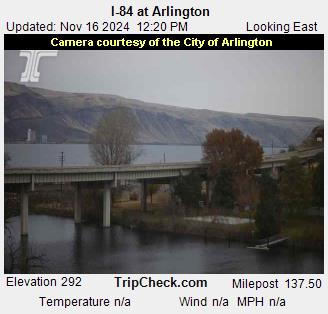 I-84 at Arlington
Updated: Nov 16 2024 12:20 PM Looking East
Camera courtesy of the City of Arlington
Elevation 292 TripCheck.com Milepost 137.50
Temperature n/a Wind n/a MPH n/a